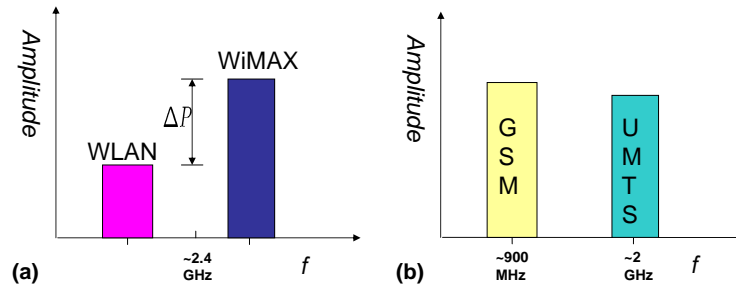 Amplitude
WiMAX
ΔP
WLAN
~2.4
GHz
f
(a)
Amplitude
G
S
M
U
M
T
S
~900
MHz
~2
GHz
f
(b)